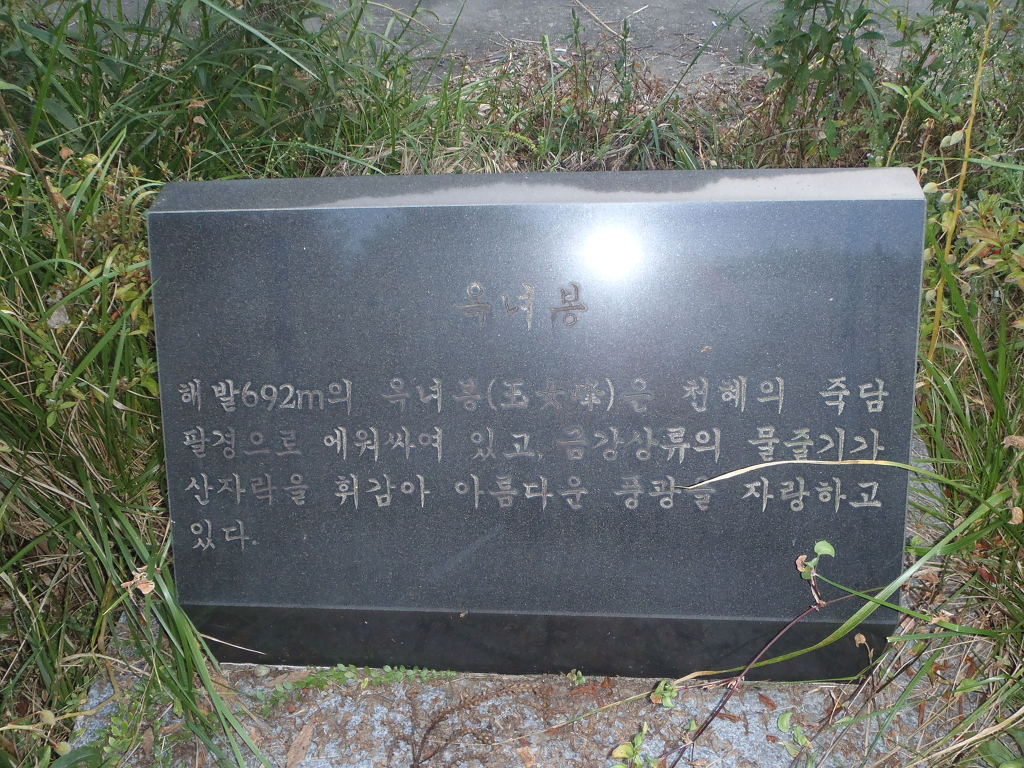 옥녀봉
해발692m의 옥녀봉(玉女峰)은 천혜의 죽담
팔경으로 에워싸여 있고, 금강상류의 물줄기가
산자락을 휘감아 아름다운 풍광을 자랑하고
있다.